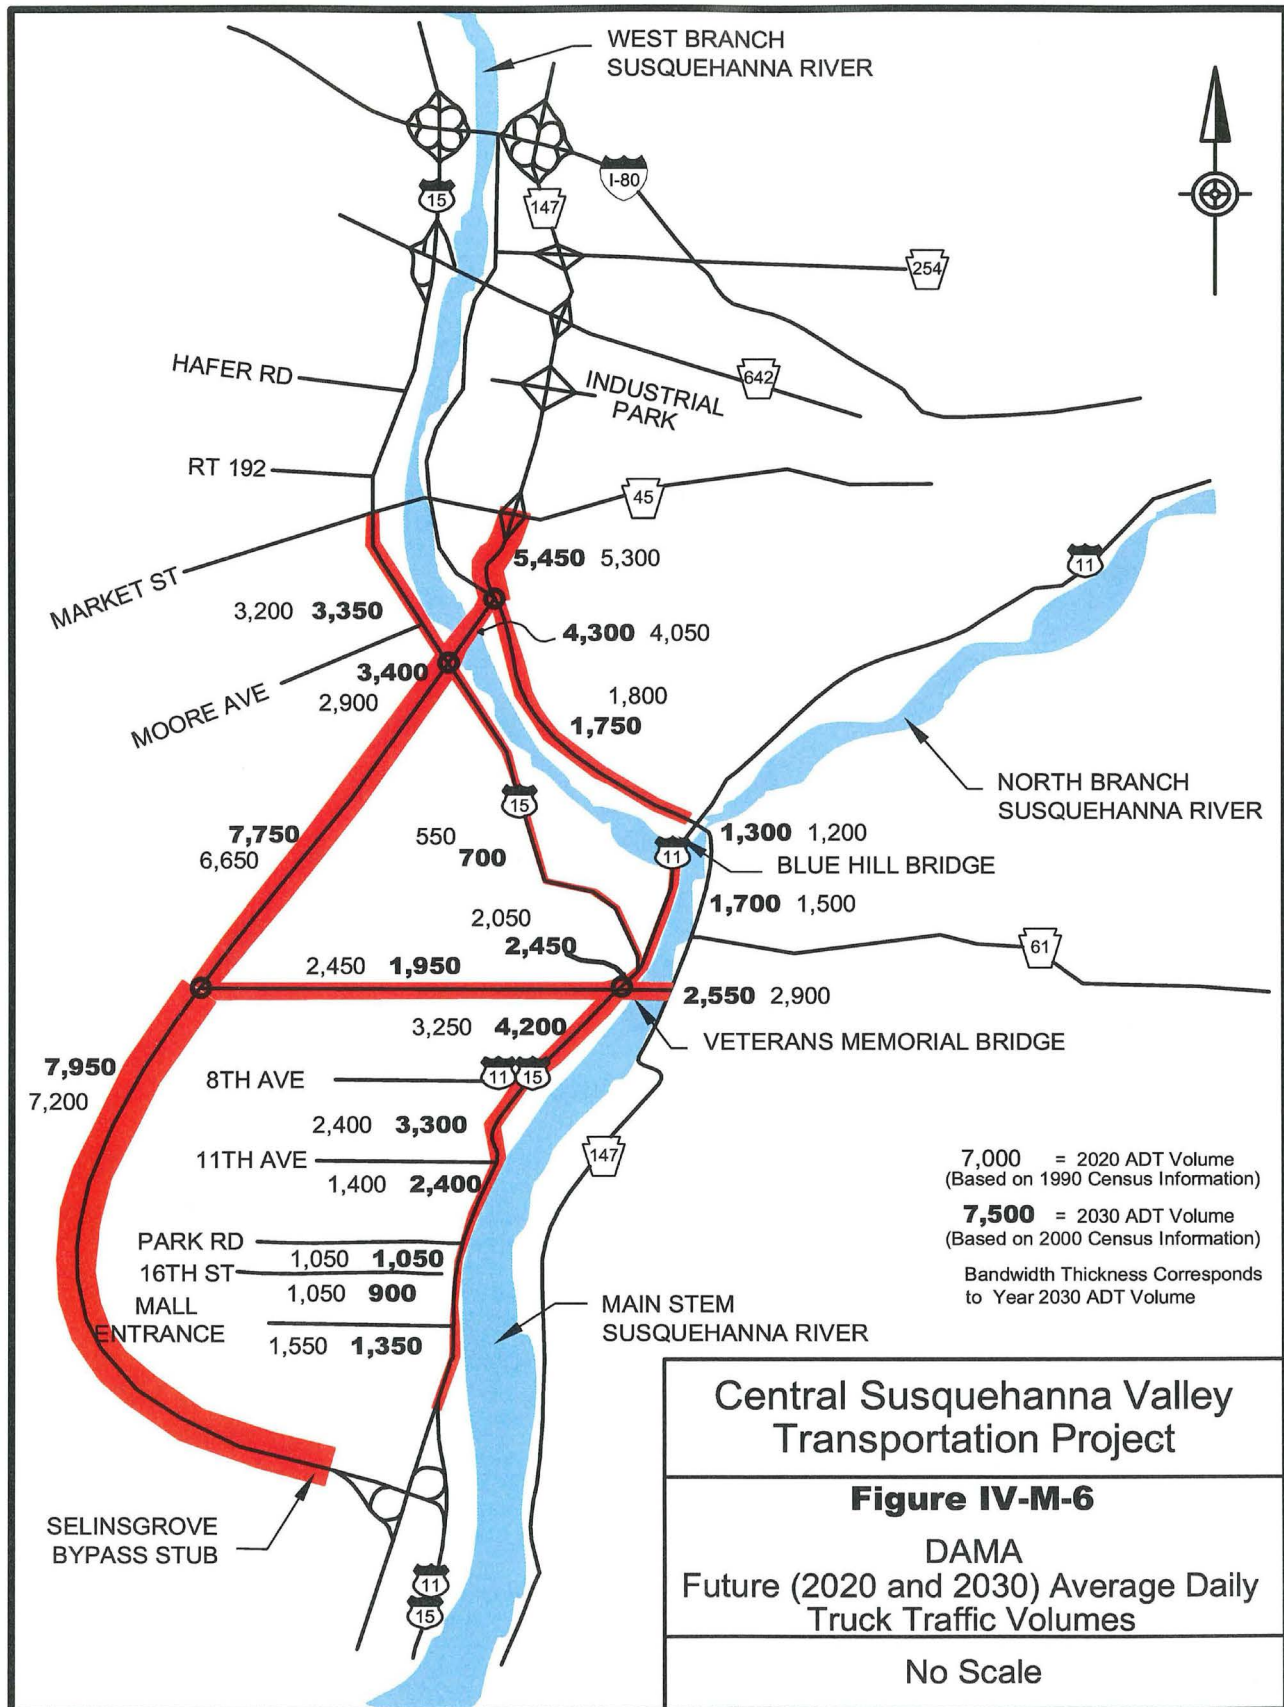 WEST BRANCH
SUSQUEHANNA RIVER
I-80
15
147
254
HAFER RD
INDUSTRIAL
PARK
642
RT 192
45
11
MARKET ST
5,450 5,300
3,200 3,350
4,300 4,050
MOORE AVE
3,400
2,900
1,800
1,750
NORTH BRANCH
SUSQUEHANNA RIVER
15
7,750
6,650
550
700
1,300 1,200
11
BLUE HILL BRIDGE
1,700 1,500
2,050
2,450
61
2,450 1,950
2,550 2,900
3,250 4,200
VETERANS MEMORIAL BRIDGE
7,950
7,200
8TH AVE
11 15
2,400 3,300
11TH AVE
147
1,400 2,400
7,000 = 2020 ADT Volume
(Based on 1990 Census Information)
7,500 = 2030 ADT Volume
(Based on 2000 Census Information)
Bandwidth Thickness Corresponds
to Year 2030 ADT Volume
PARK RD
1,050 1,050
16TH ST
1,050 900
MALL
ENTRANCE
1,550 1,350
MAIN STEM
SUSQUEHANNA RIVER
SELINSGROVE
BYPASS STUB
11
15
Central Susquehanna Valley
Transportation Project
Figure IV-M-6
DAMA
Future (2020 and 2030) Average Daily
Truck Traffic Volumes
No Scale